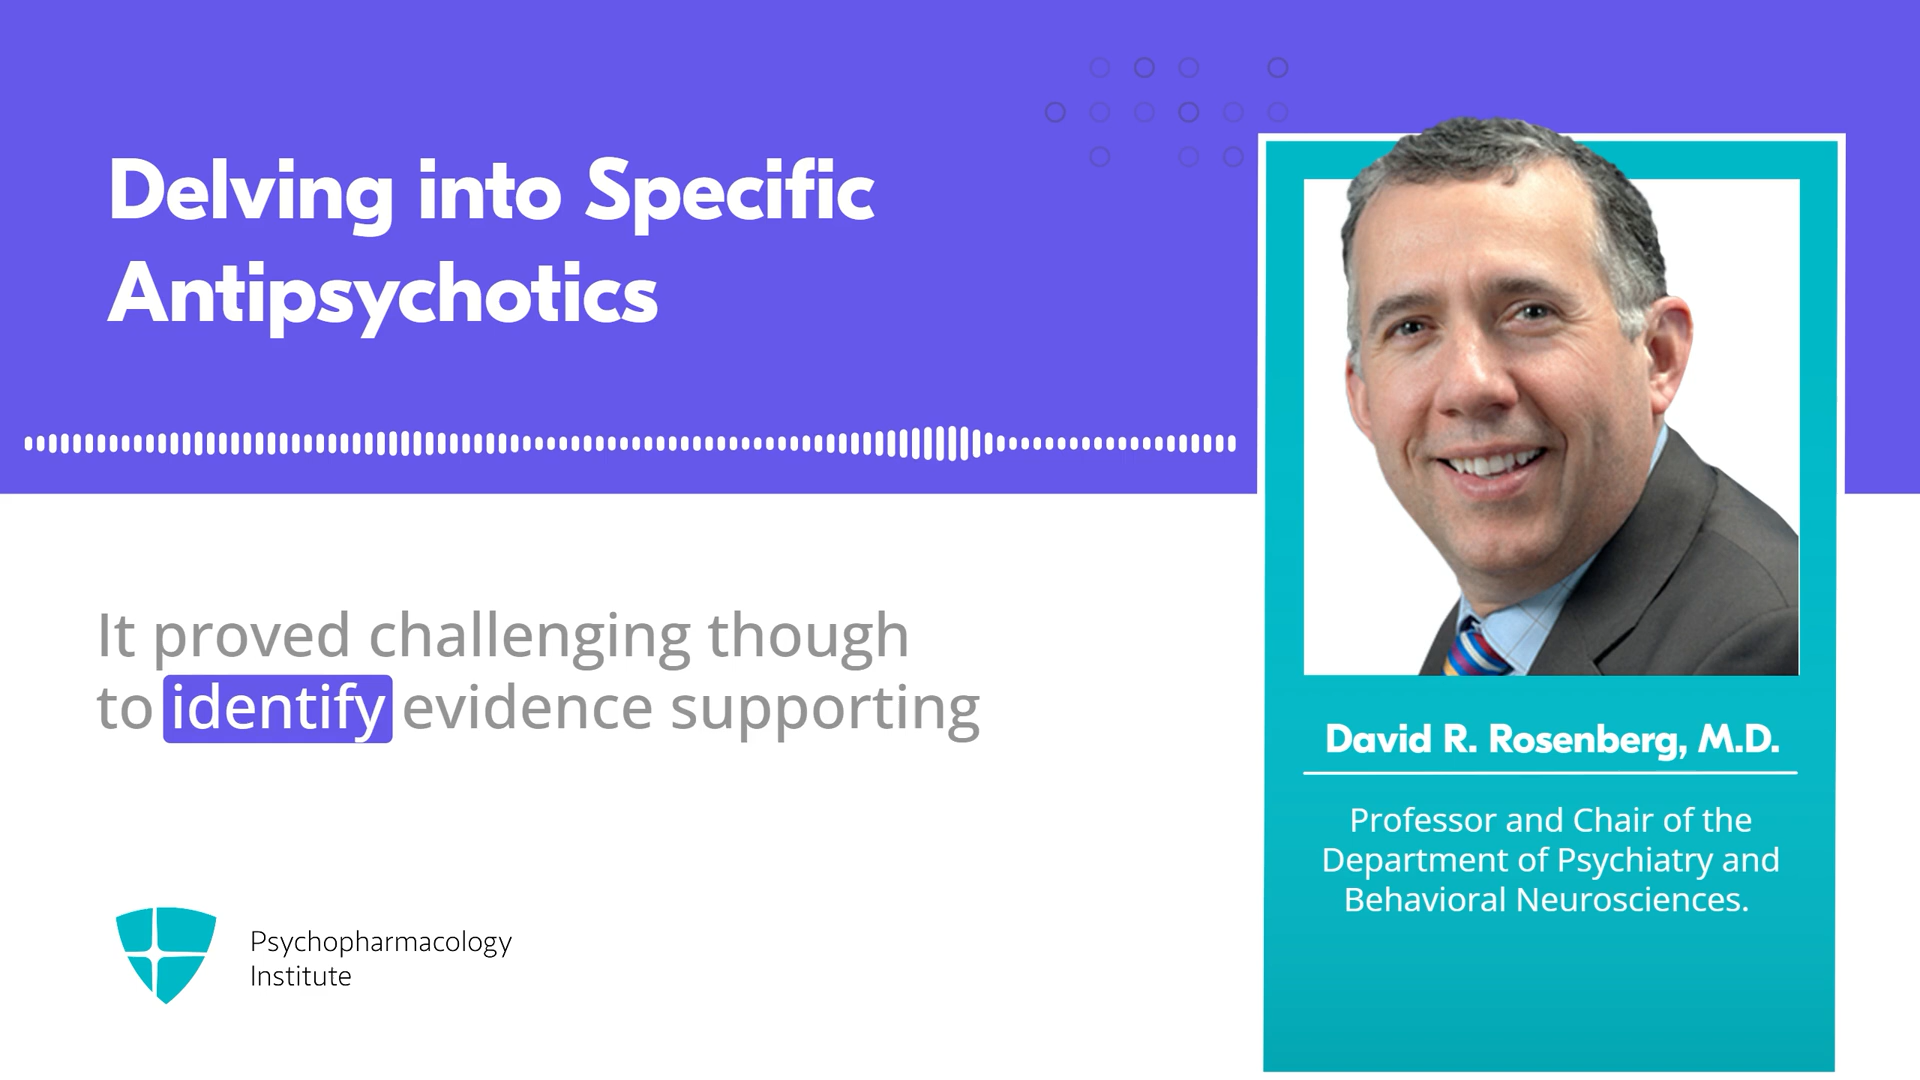 Delving into Specific
Antipsychotics
It proved challenging though
to identify evidence supporting
Psychopharmacology
Institute
David R. Rosenberg, M.D.
Professor and Chair of the
Department of Psychiatry and
Behavioral Neurosciences.